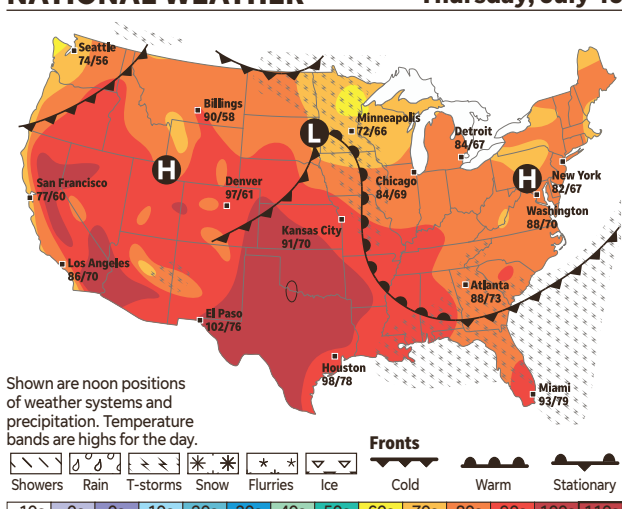 NATIONAL WEATHER
Thursday, July
Seattle
74/56
Billings
90/58
Minneapolis
72/66
Detroit
84/67
L
H
H
San Francisco
77/60
Denver
97/61
Chicago
84/69
New York
82/67
Washington
88/70
Kansas City
91/70
Los Angeles
86/70
Atlanta
88/73
El Paso
102/76
Houston
98/78
Miami
93/79
Shown are noon positions
of weather systems and
precipitation. Temperature
bands are highs for the day.
Fronts
Showers Rain T-storms Snow Flurries Ice Cold Warm Stationary